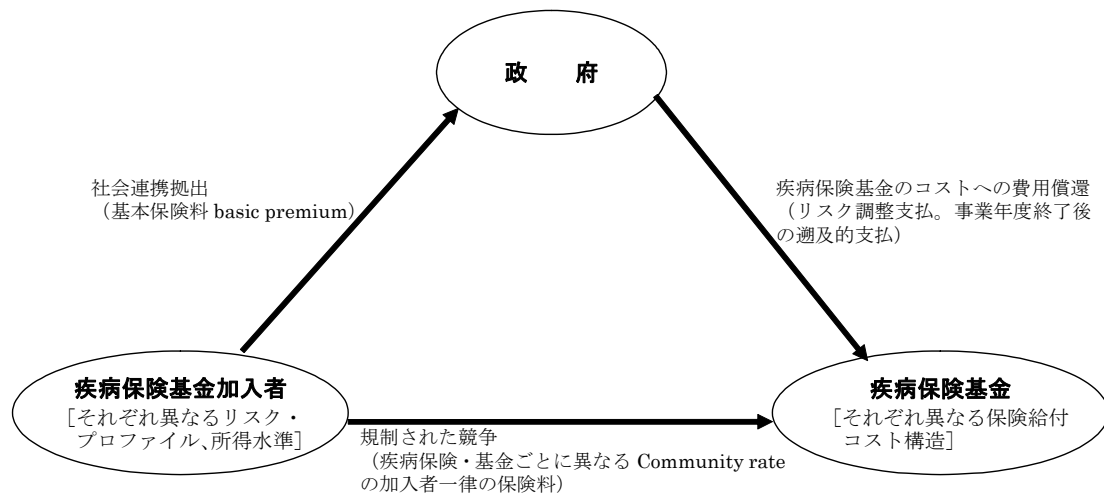 政　　府
社会連携拠出
（基本保険料 basic premium）
疾病保険基金のコストへの費用償還
（リスク調整支払。事業年度終了後
の遡及的支払）
疾病保険基金加入者
［それぞれ異なるリスク・
プロファイル、所得水準］
規制された競争
（疾病保険・基金ごとに異なる Community rate
の加入者一律の保険料）
疾病保険基金
［それぞれ異なる保険給付
コスト構造］